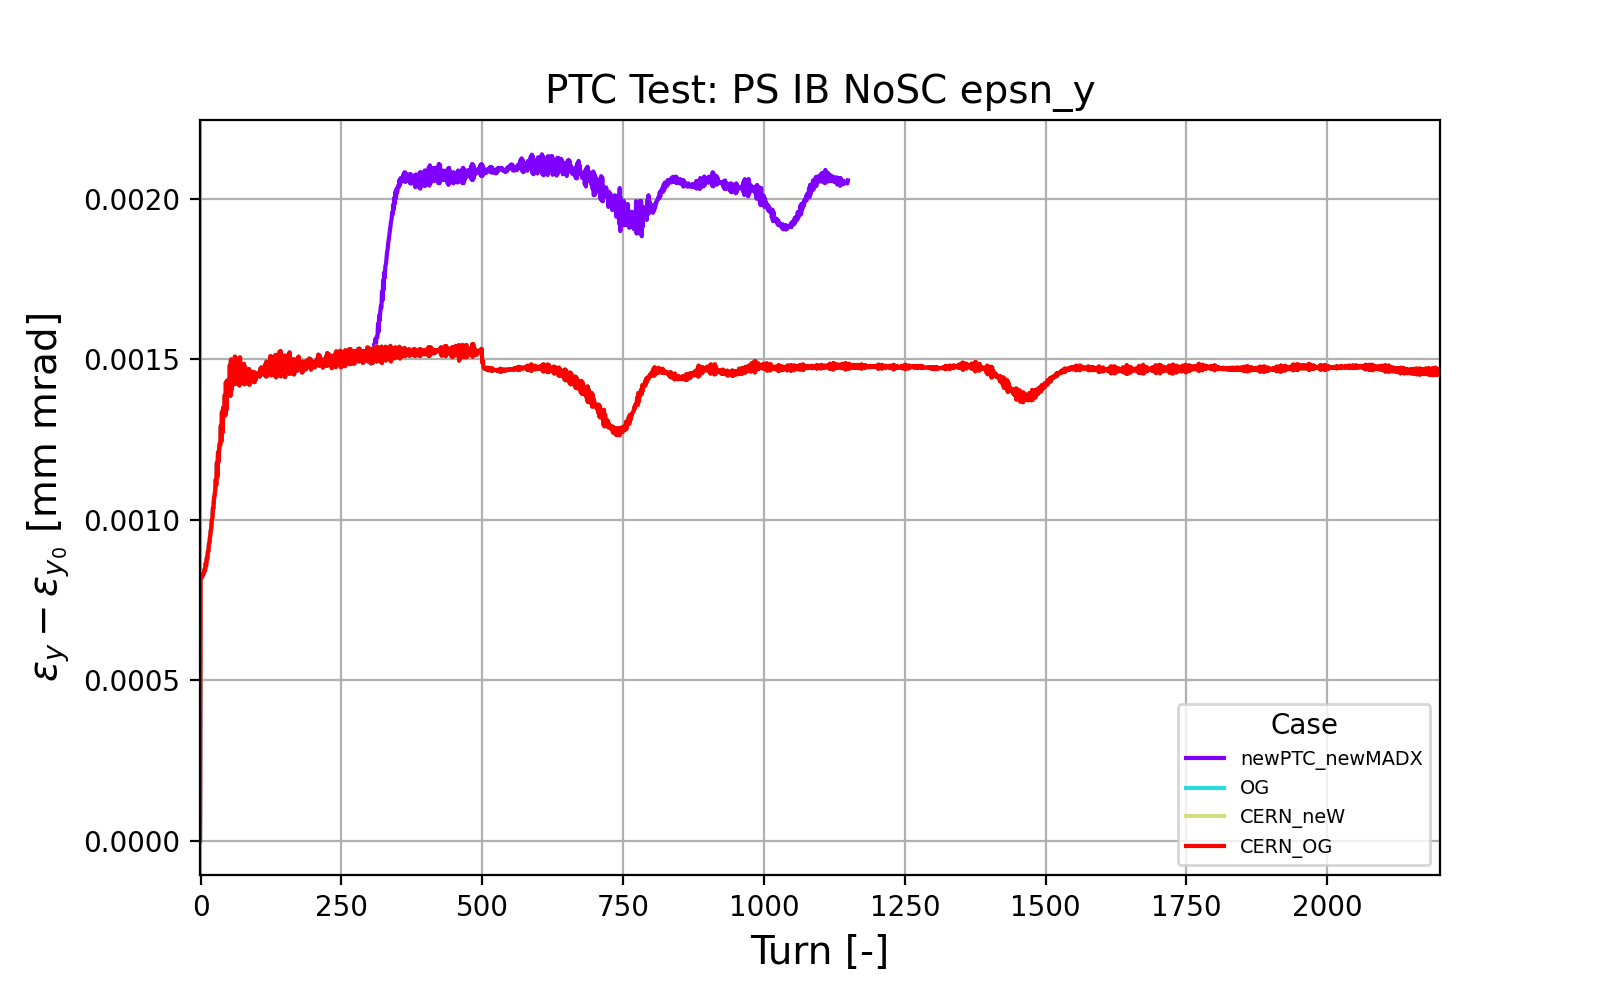 PTC Test: PS IB NoSC epsn_y
εy − εy0 [mm mrad]
0.0020
0.0015
0.0010
0.0005
0.0000
0 250 500 750 1000 1250 1500 1750 2000
Turn [-]
Case
newPTC_newMADX
OG
CERN_neW
CERN_OG